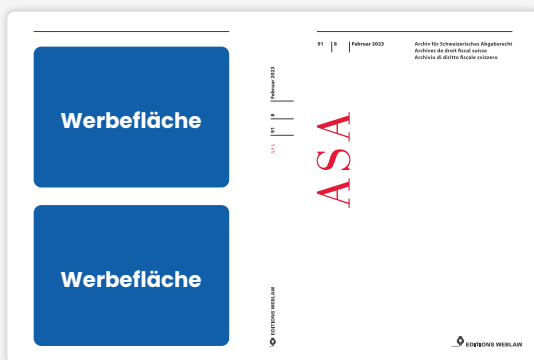 Werbefläche
Werbefläche
Februar 2023
8
91
ASA
EDITIONS WEBLAW
91 8 Februar 2023
Archiv für Schweizerisches Abgaberecht
Archives de droit fiscal suisse
Archivio di diritto fiscale svizzero
ASA
EDITIONS WEBLAW